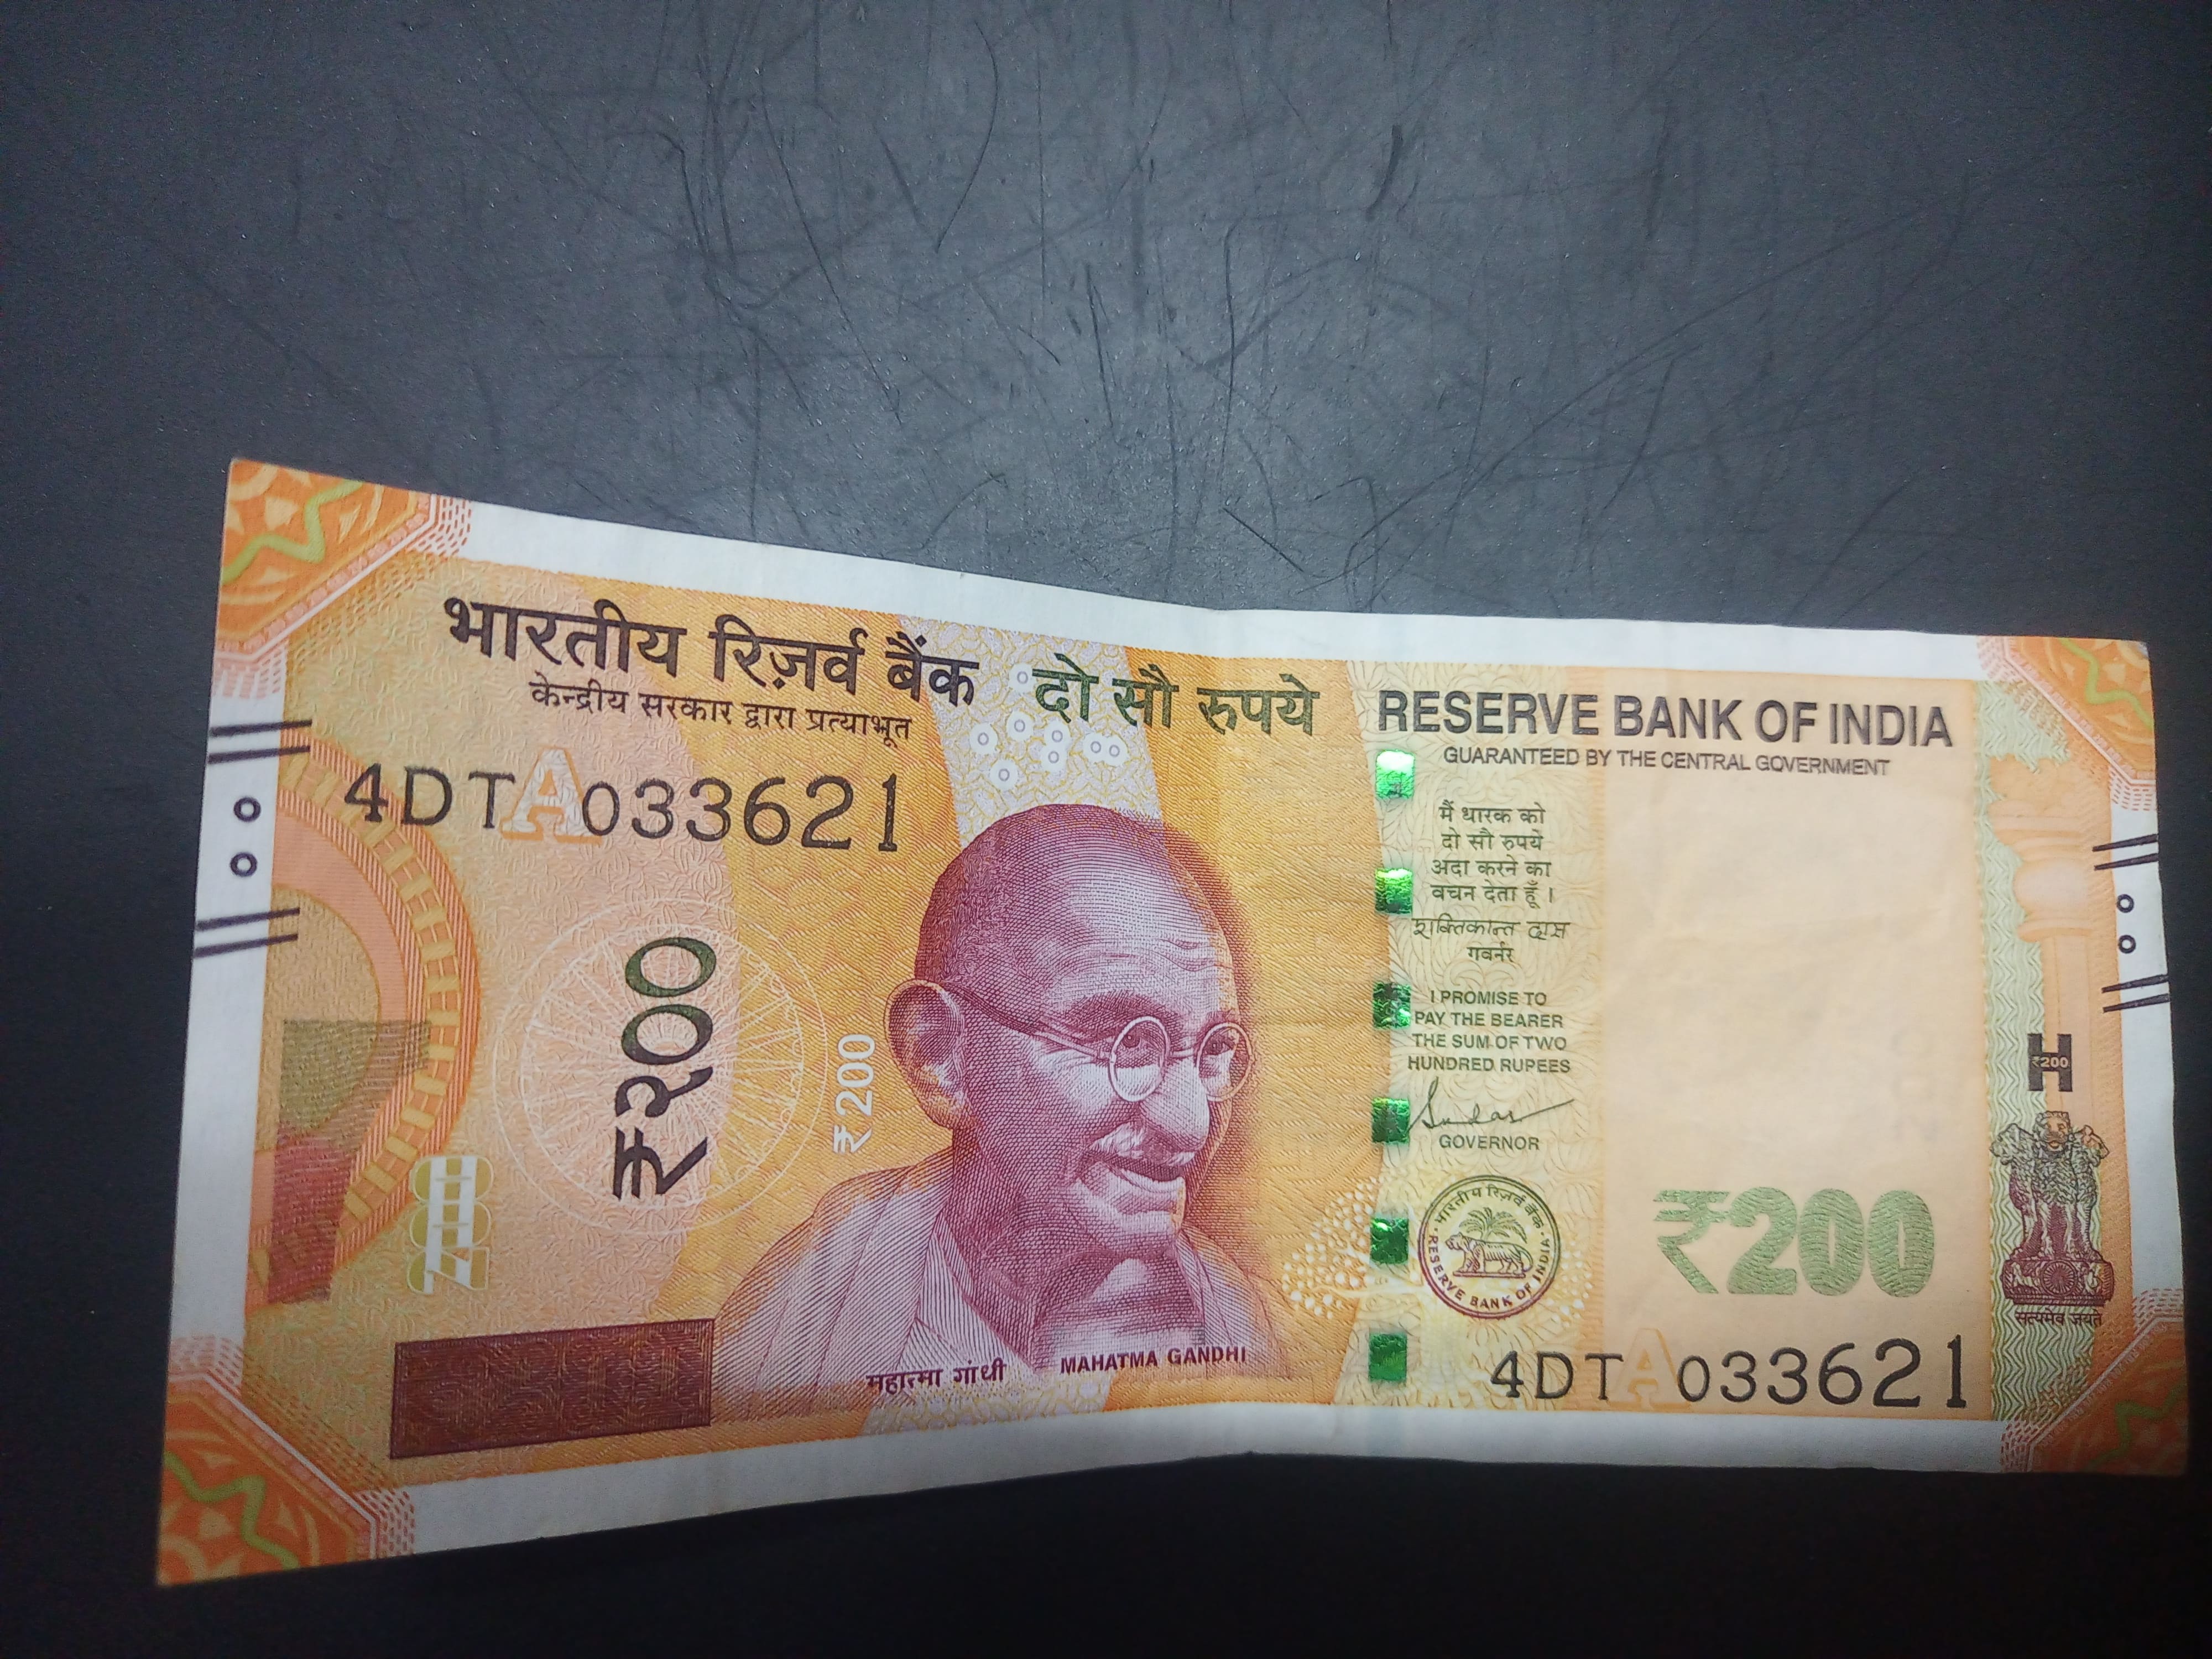 भारतीय रिज़र्व बैंक
केन्द्रीय सरकार द्वारा प्रत्याभूत
दो सौ रुपये
RESERVE BANK OF INDIA
GUARANTEED BY THE CENTRAL GOVERNMENT
4DTA033621
₹२००
₹200
मैं धारक को
दो सौ रुपये
अदा करने का
वचन देता हूँ ।
शक्तिकान्त दास
गवर्नर
I PROMISE TO
PAY THE BEARER
THE SUM OF TWO
HUNDRED RUPEES
GOVERNOR
भारतीय रिज़र्व बैंक
RESERVE BANK OF INDIA
₹200
H
₹200
सत्यमेव जयते
महात्मा गांधी
MAHATMA GANDHI
4DTA033621